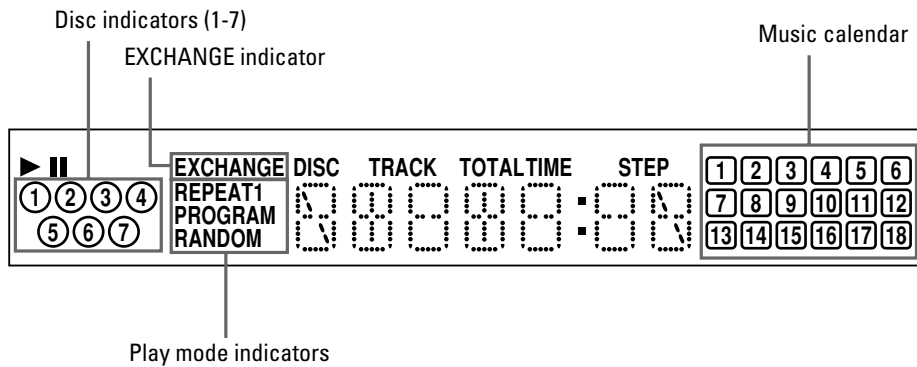 Disc indicators (1-7)
EXCHANGE indicator
Music calendar
EXCHANGE DISC TRACK TOTALTIME STEP
REPEAT1
PROGRAM
RANDOM
1 2 3 4
5 6 7
1 2 3 4 5 6
7 8 9 10 11 12
13 14 15 16 17 18
Play mode indicators